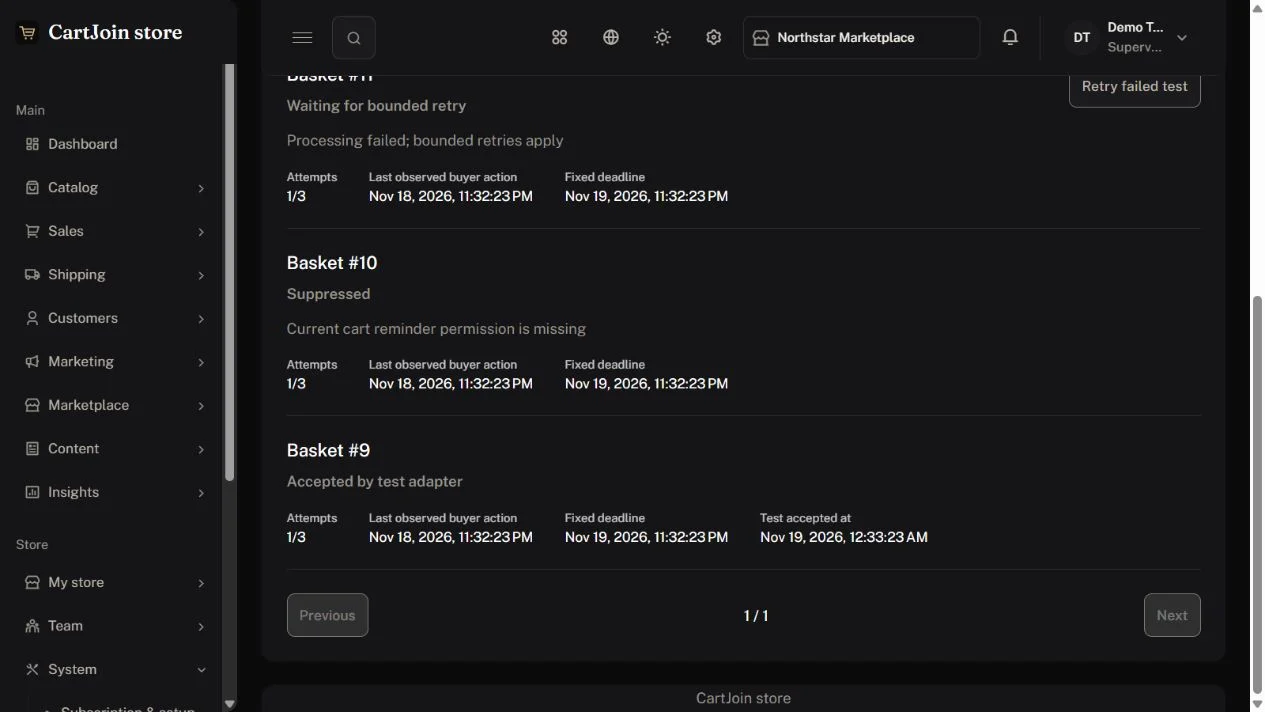 CartJoin store
Northstar Marketplace
DT
Demo T...
Superv...
Main
Dashboard
Catalog
Sales
Shipping
Customers
Marketing
Marketplace
Content
Insights
Store
My store
Team
System
Subscription & setup
Basket #11
Retry failed test
Waiting for bounded retry
Processing failed; bounded retries apply
Attempts Last observed buyer action Fixed deadline
1/3 Nov 18, 2026, 11:32:23 PM Nov 19, 2026, 11:32:23 PM
Basket #10
Suppressed
Current cart reminder permission is missing
Attempts Last observed buyer action Fixed deadline
1/3 Nov 18, 2026, 11:32:23 PM Nov 19, 2026, 11:32:23 PM
Basket #9
Accepted by test adapter
Attempts Last observed buyer action Fixed deadline Test accepted at
1/3 Nov 18, 2026, 11:32:23 PM Nov 19, 2026, 11:32:23 PM Nov 19, 2026, 12:33:23 AM
Previous 1 / 1 Next
CartJoin store